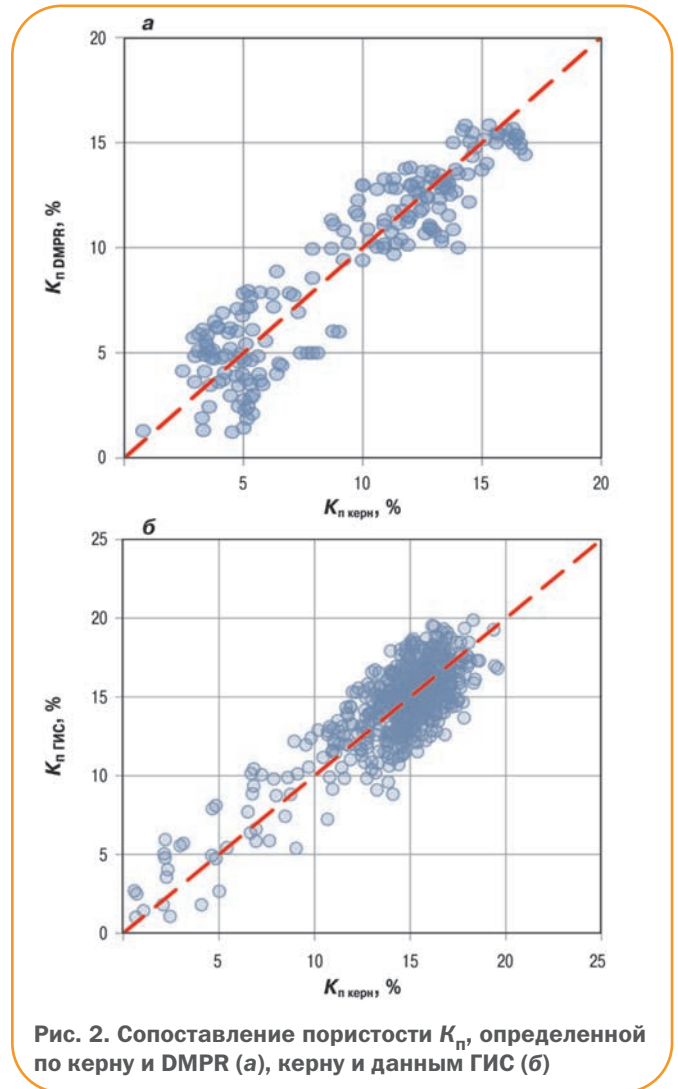 а
20
15
10
5
0
5
10
15
20
Kп DMPR, %
Kп керн, %
б
25
20
15
10
5
0
5
10
15
20
25
Kп ГИС, %
Kп керн, %
Рис. 2. Сопоставление пористости Kп, определенной
по керну и DMPR (а), керну и данным ГИС (б)